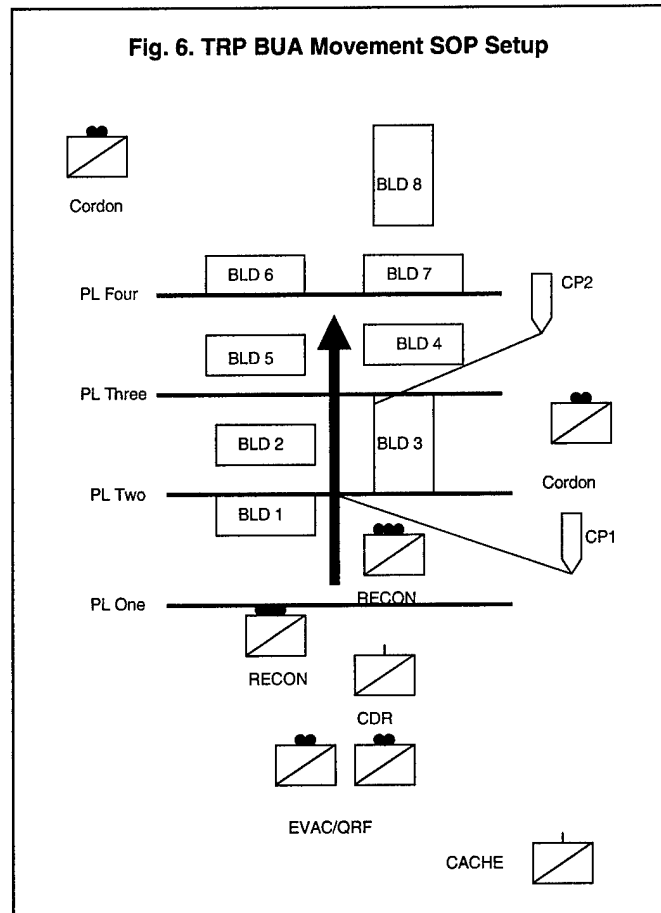 Fig. 6. TRP BUA Movement SOP Setup
BLD 8
Cordon
BLD 6
BLD 7
CP2
PL Four
BLD 5
BLD 4
PL Three
BLD 2
BLD 3
Cordon
PL Two
BLD 1
CP1
RECON
PL One
RECON
CDR
EVAC/QRF
CACHE